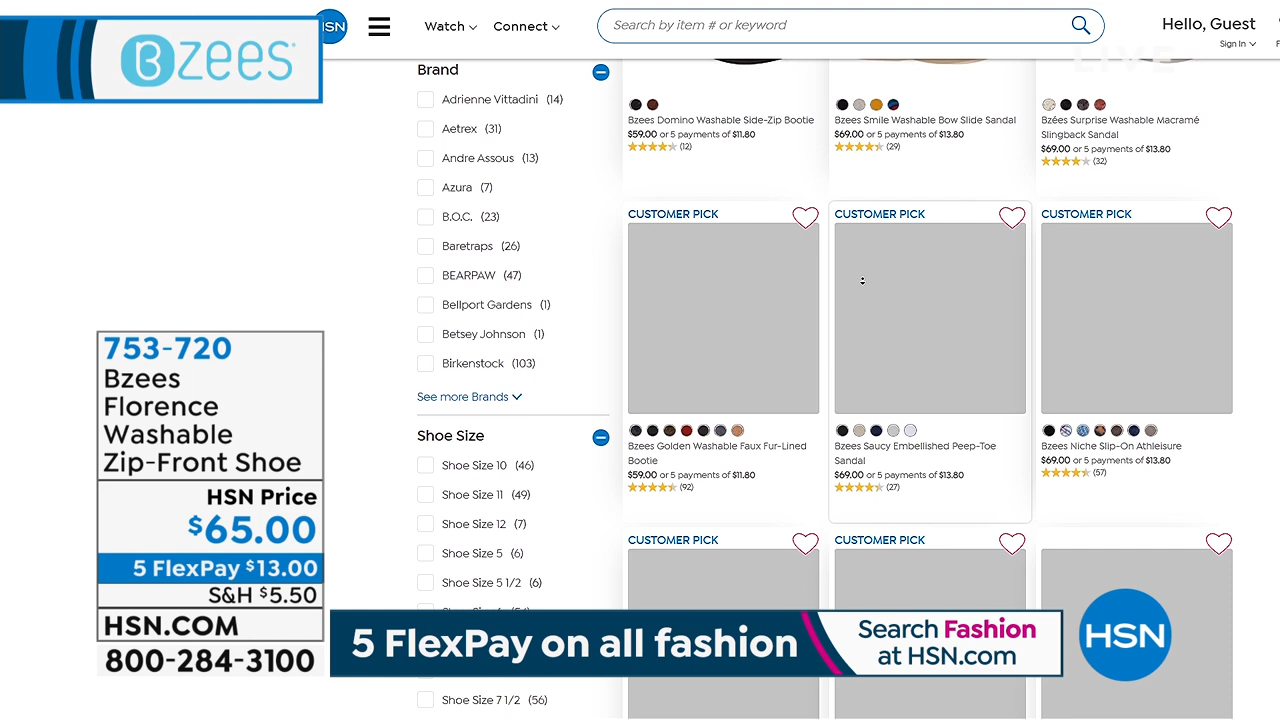 Bzees
HSN
Watch
Connect
Search by item # or keyword
Hello, Guest
Sign In
LIVE
Brand
Adrienne Vittadini (14)
Aetrex (31)
Andre Assous (13)
Azura (7)
B.O.C. (23)
Baretraps (26)
BEARPAW (47)
Bellport Gardens (1)
Betsey Johnson (1)
Birkenstock (103)
See more Brands
Shoe Size
Shoe Size 10 (46)
Shoe Size 11 (49)
Shoe Size 12 (7)
Shoe Size 5 (6)
Shoe Size 5 1/2 (6)
Shoe Size 7 1/2 (56)
Bzees Domino Washable Side-Zip Bootie
$59.00 or 5 payments of $11.80
(12)
Bzees Smile Washable Bow Slide Sandal
$69.00 or 5 payments of $13.80
(29)
Bzées Surprise Washable Macramé
Slingback Sandal
$69.00 or 5 payments of $13.80
(32)
CUSTOMER PICK
Bzees Golden Washable Faux Fur-Lined
Bootie
$59.00 or 5 payments of $11.80
(92)
CUSTOMER PICK
Bzees Saucy Embellished Peep-Toe
Sandal
$69.00 or 5 payments of $13.80
(27)
CUSTOMER PICK
Bzees Niche Slip-On Athleisure
$69.00 or 5 payments of $13.80
(57)
CUSTOMER PICK
CUSTOMER PICK
753-720
Bzees
Florence
Washable
Zip-Front Shoe
HSN Price
$65.00
5 FlexPay $13.00
S&H $5.50
HSN.COM
800-284-3100
5 FlexPay on all fashion
Search Fashion
at HSN.com
HSN